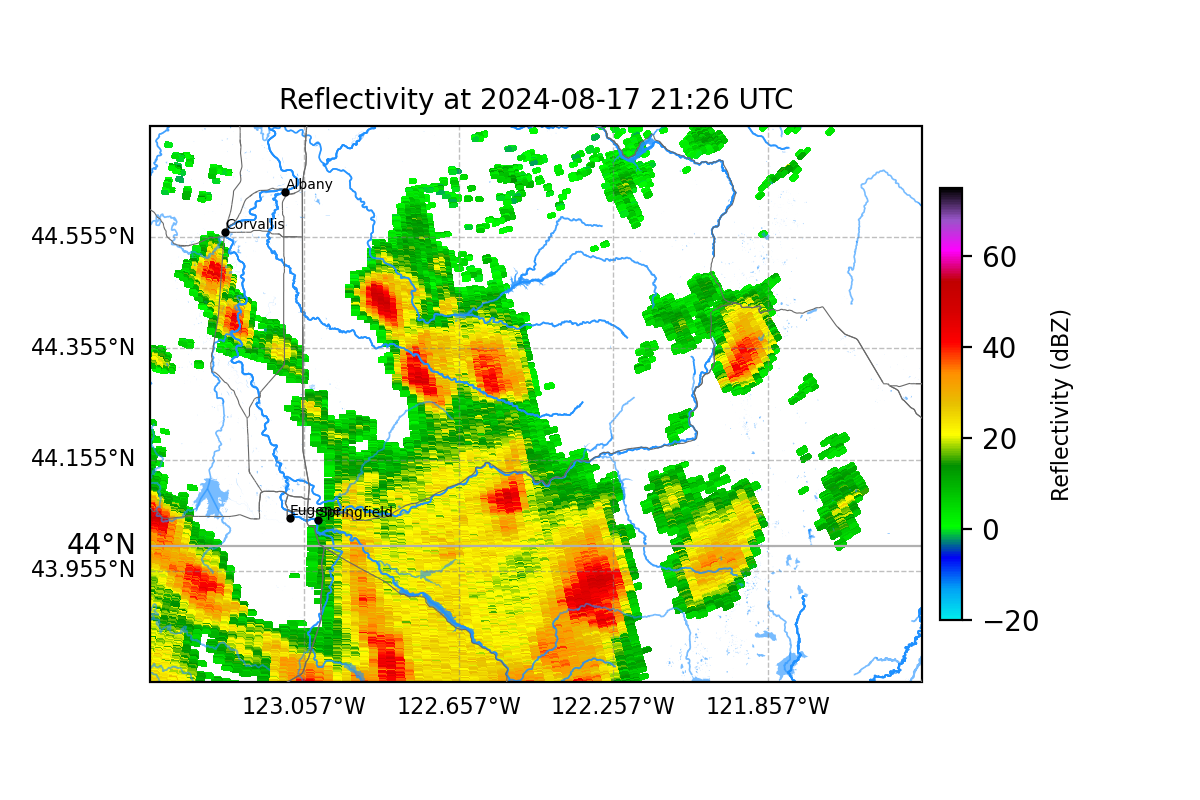 Reflectivity at 2024-08-17 21:26 UTC
Albany
Corvallis
Eugene
Springfield
44.555°N
44.355°N
44.155°N
44°N
43.955°N
123.057°W
122.657°W
122.257°W
121.857°W
60
40
20
0
−20
Reflectivity (dBZ)